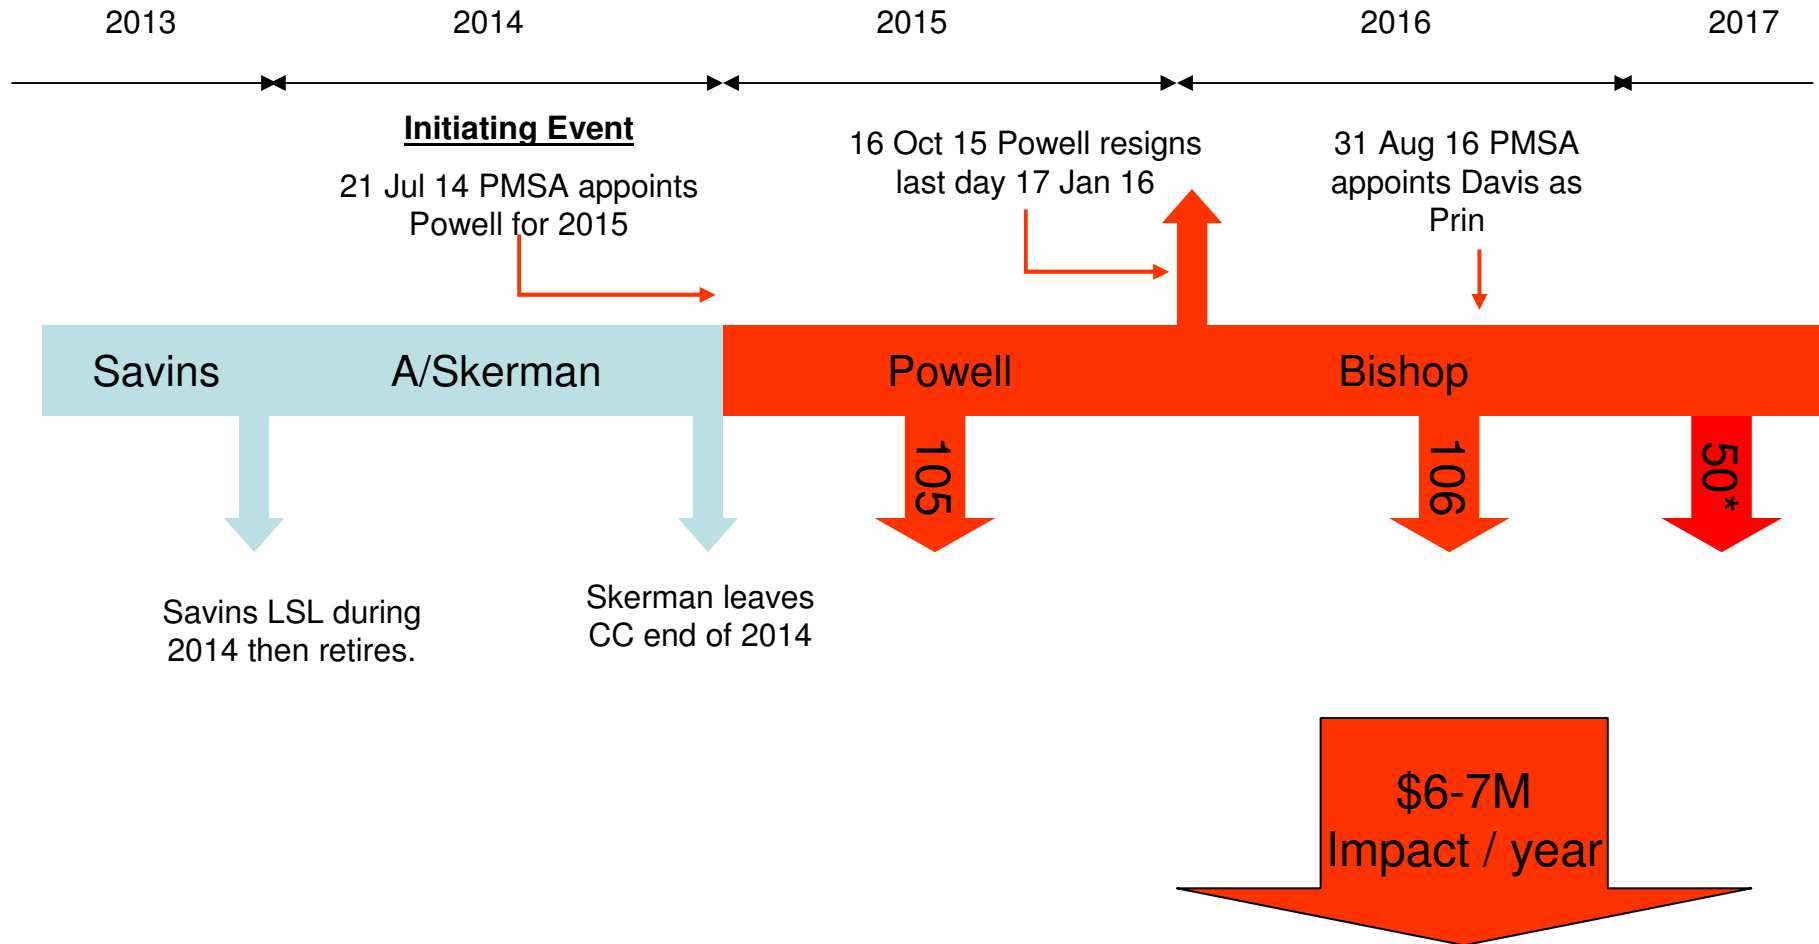 2013
2014
2015
2016
2017
Initiating Event
21 Jul 14 PMSA appoints
Powell for 2015
16 Oct 15 Powell resigns
last day 17 Jan 16
31 Aug 16 PMSA
appoints Davis as
Prin
Savins
A/Skerman
Powell
Bishop
105
106
50*
Savins LSL during
2014 then retires.
Skerman leaves
CC end of 2014
$6-7M
Impact / year